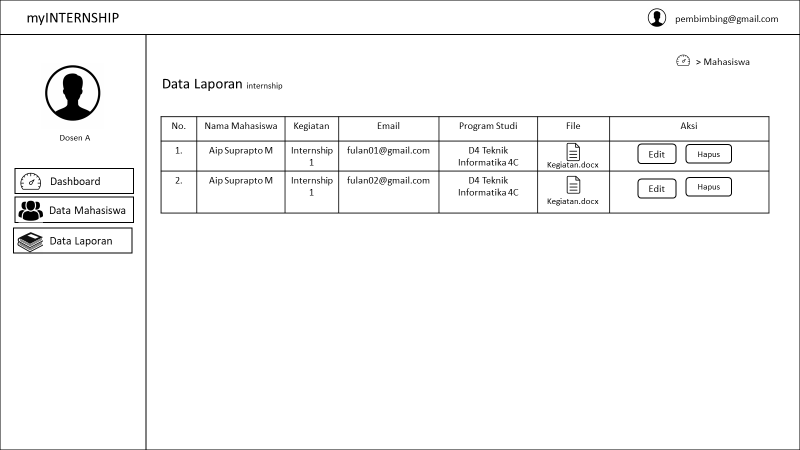 myINTERNSHIP
pembimbing@gmail.com
> Mahasiswa
Data Laporan internship
Dosen A
Dashboard
Data Mahasiswa
Data Laporan
No. Nama Mahasiswa Kegiatan Email Program Studi File Aksi
1. Aip Suprapto M Internship 1 fulan01@gmail.com D4 Teknik Informatika 4C Kegiatan.docx Edit Hapus
2. Aip Suprapto M Internship 1 fulan02@gmail.com D4 Teknik Informatika 4C Kegiatan.docx Edit Hapus